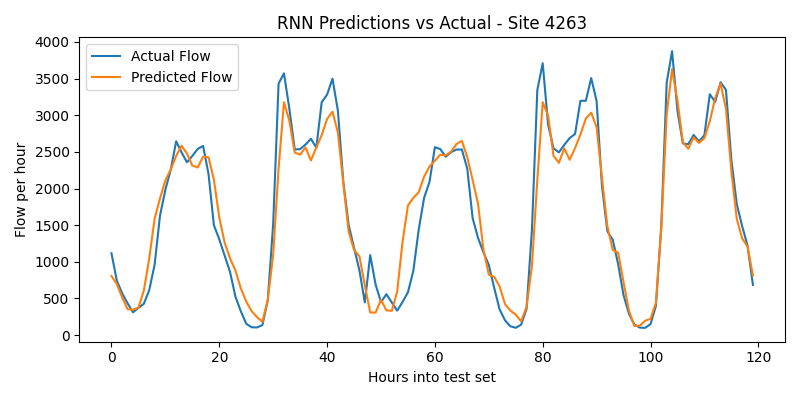 RNN Predictions vs Actual - Site 4263
Actual Flow
Predicted Flow
4000
3500
3000
2500
2000
1500
1000
500
0
Flow per hour
0 20 40 60 80 100 120
Hours into test set